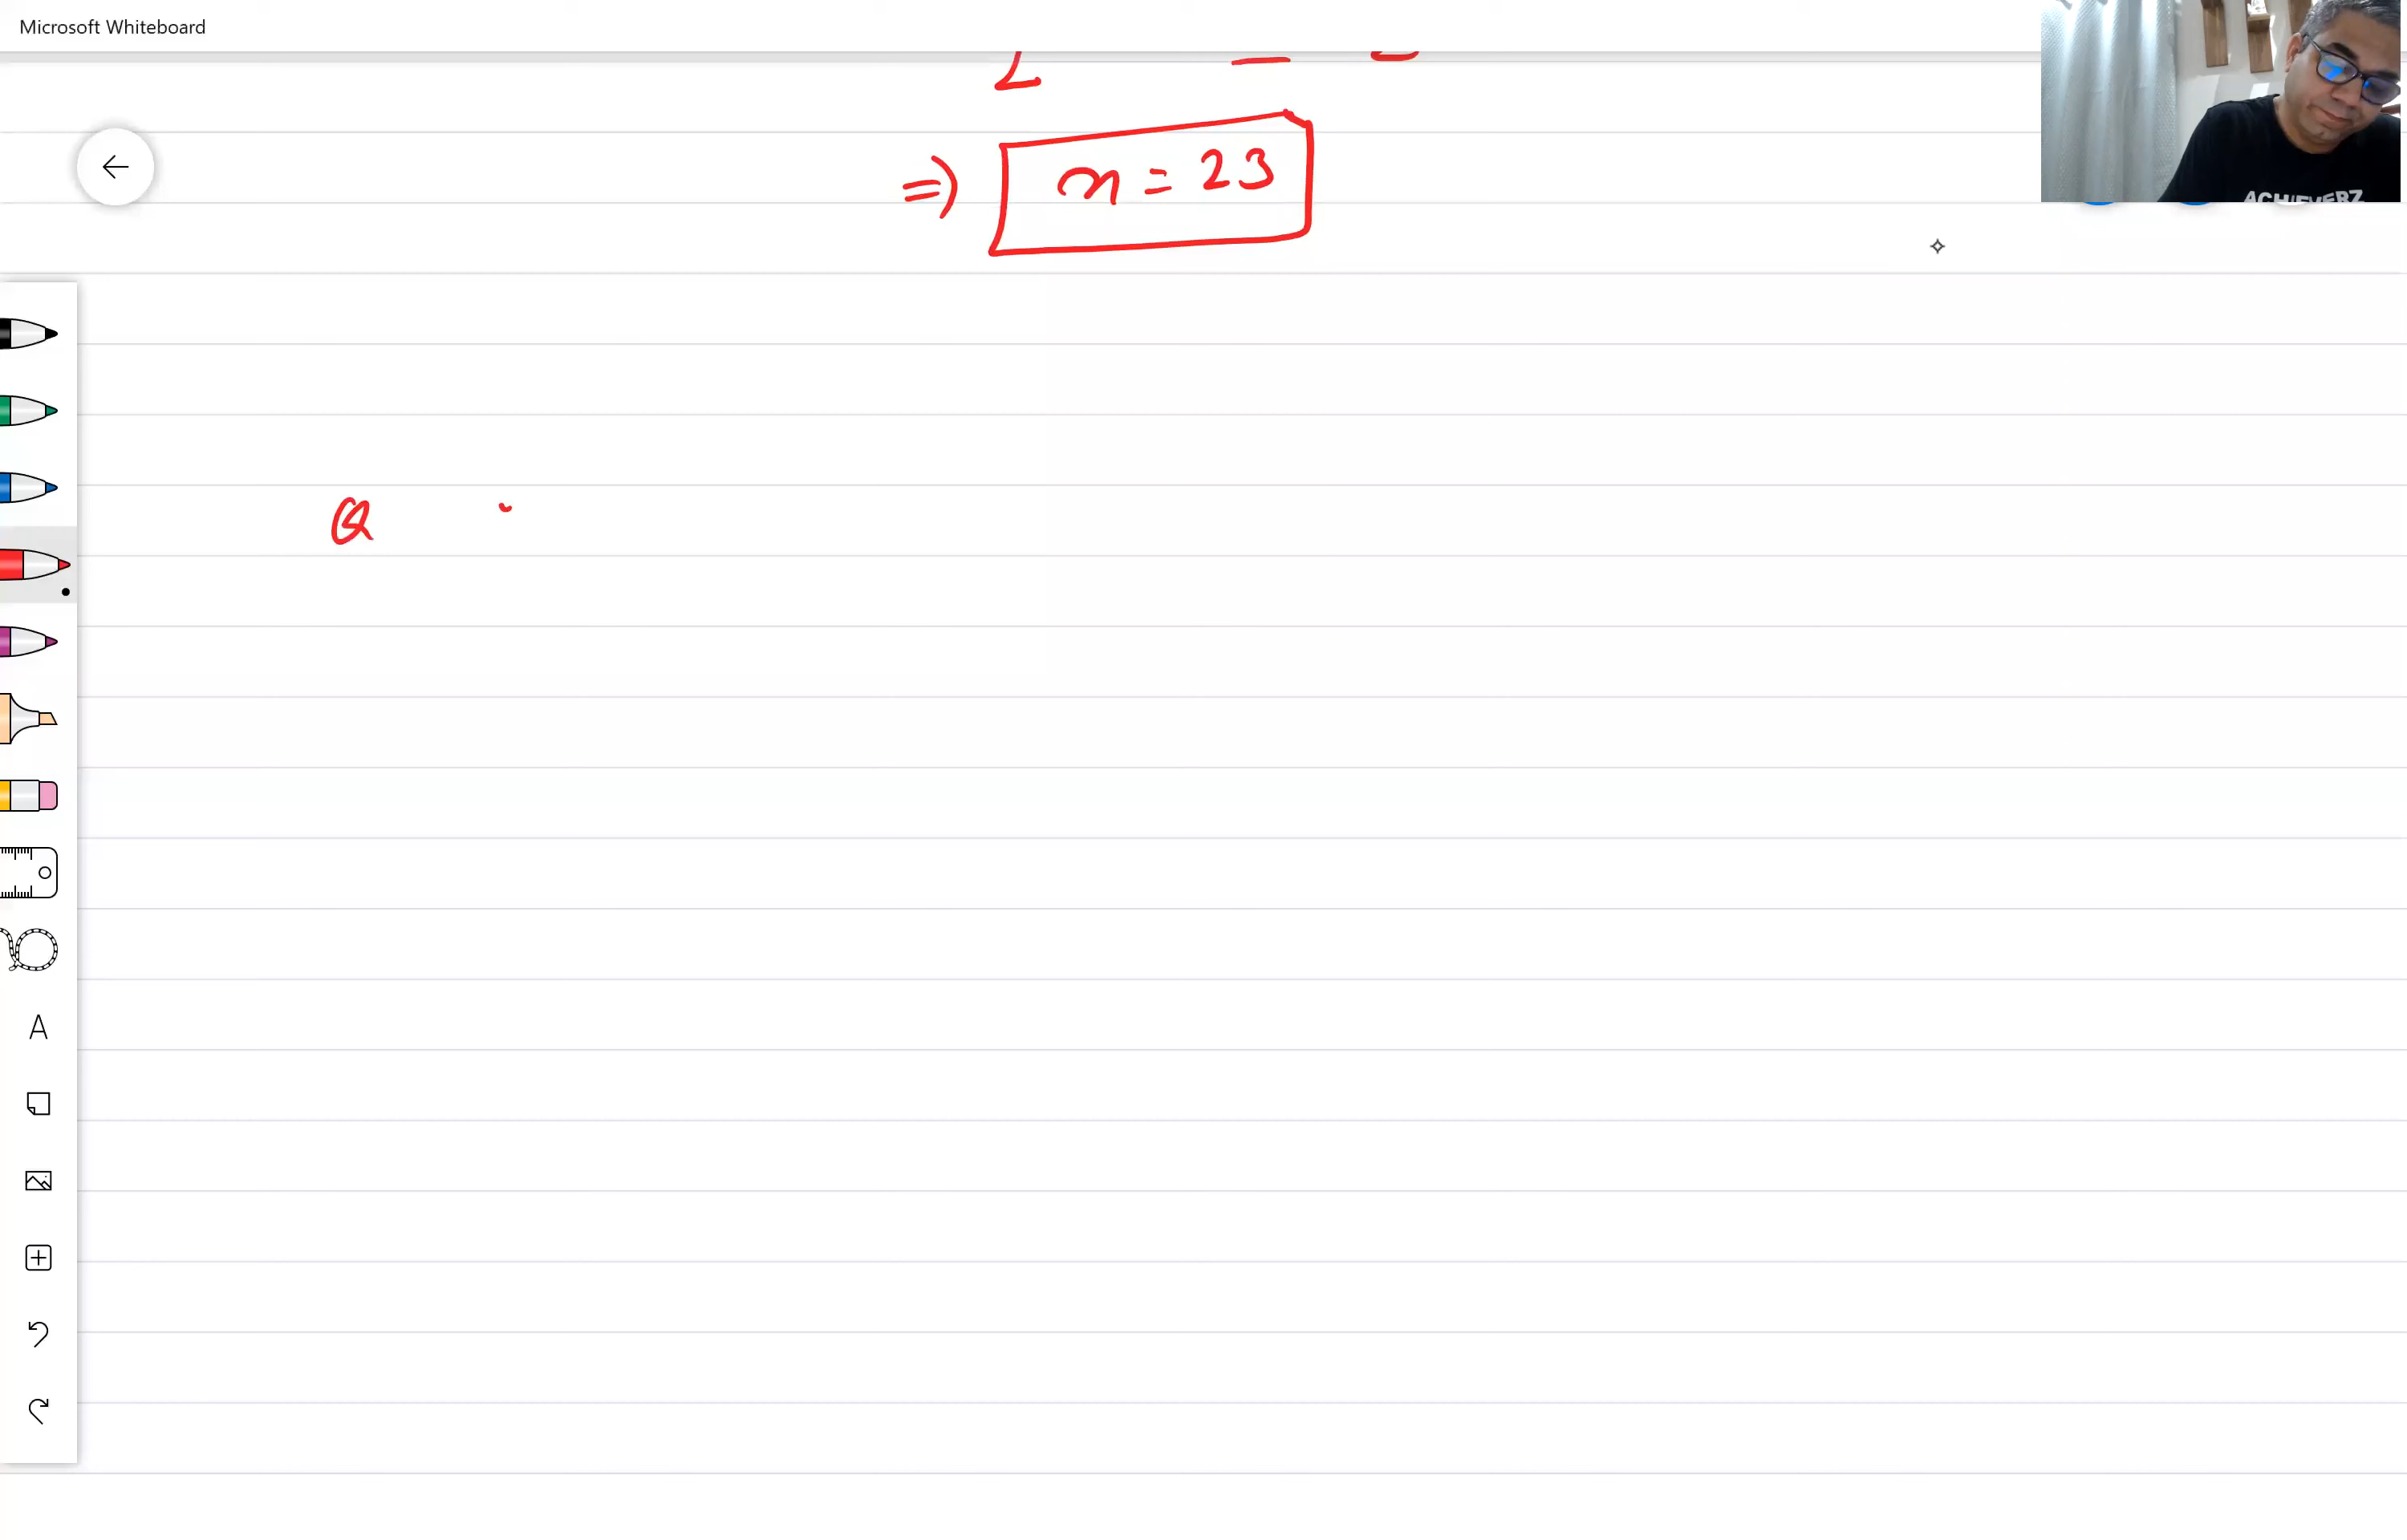 Microsoft Whiteboard
ACHIEVERZ
⇒ n = 23
Q
A